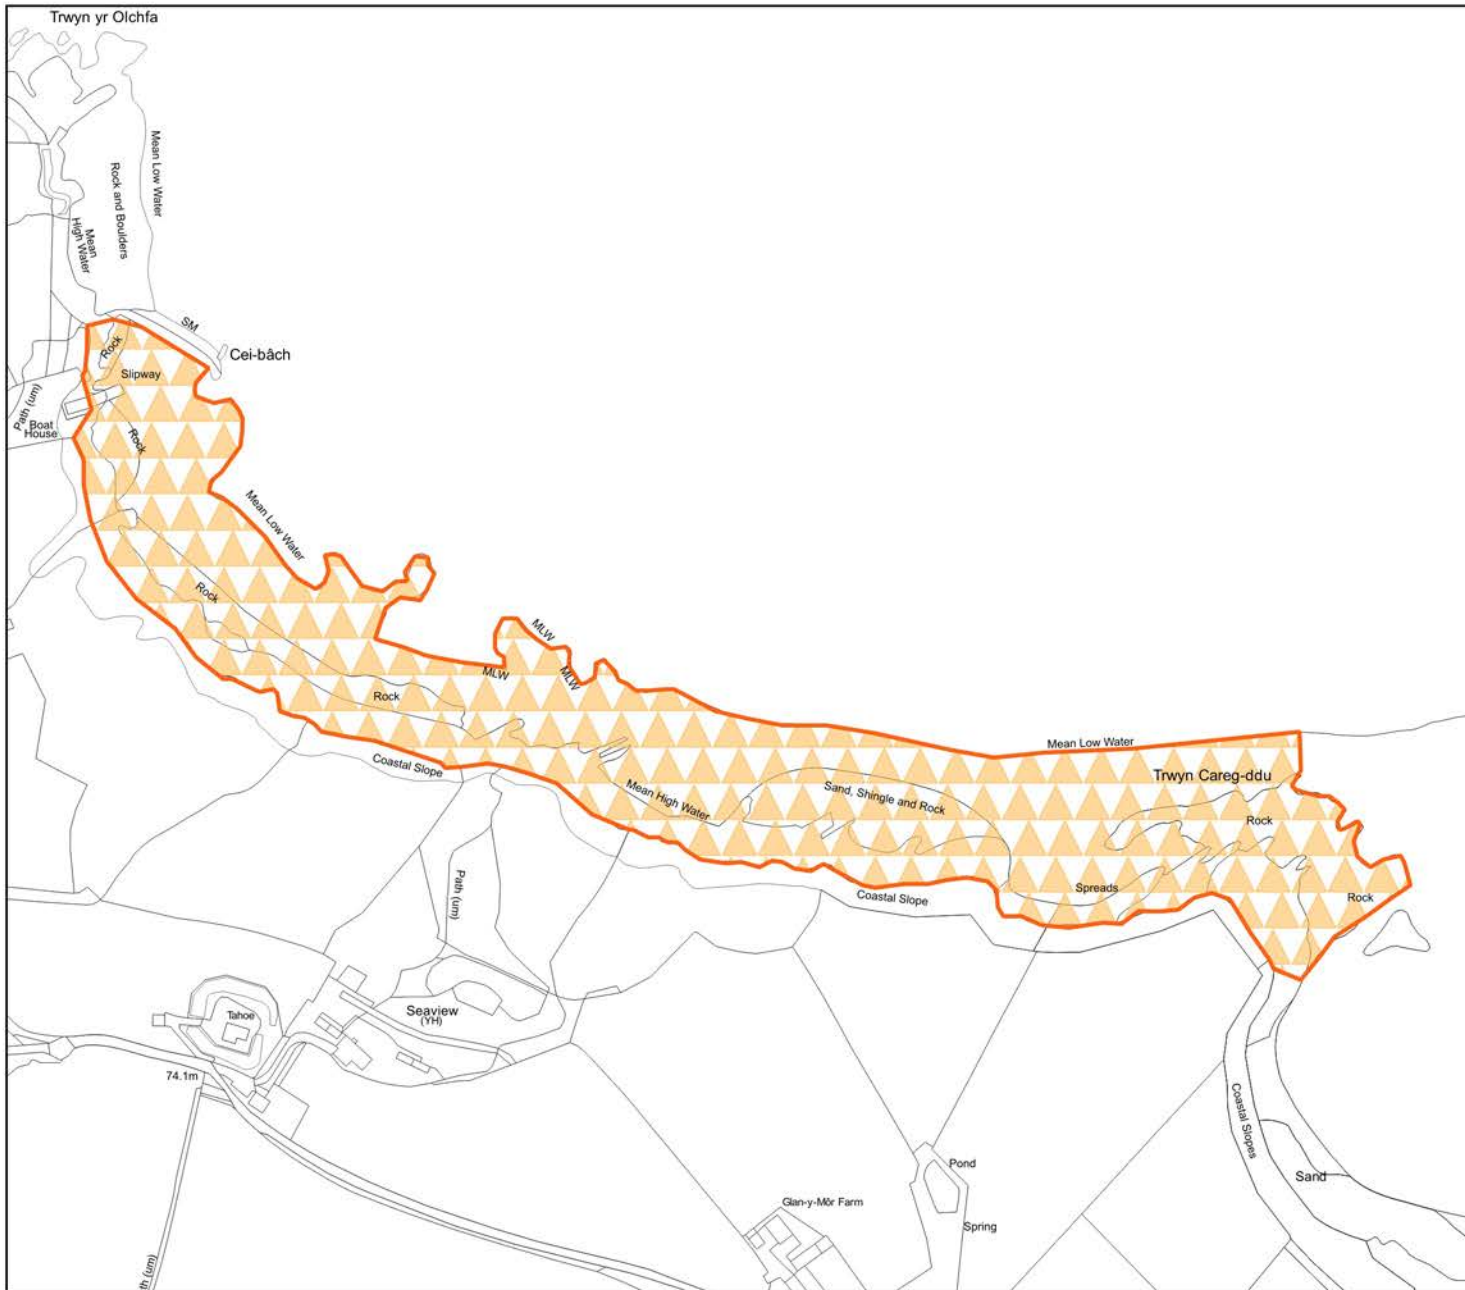 Trwyn yr Olchfa
Mean Low Water
Rock and Boulders
Mean
High Water
SM
Cei-bâch
Rock
Slipway
Path (um)
Boat
House
Rock
Mean Low Water
Rock
MLW
MLW
MLW
Rock
Coastal Slope
Mean Low Water
Trwyn Careg-ddu
Mean High Water
Sand, Shingle and Rock
Rock
Spreads
Rock
Coastal Slope
Path (um)
Seaview
(YH)
Tahoe
74.1m
Coastal Slopes
Pond
Sand
Glan-y-Môr Farm
Spring
th (um)